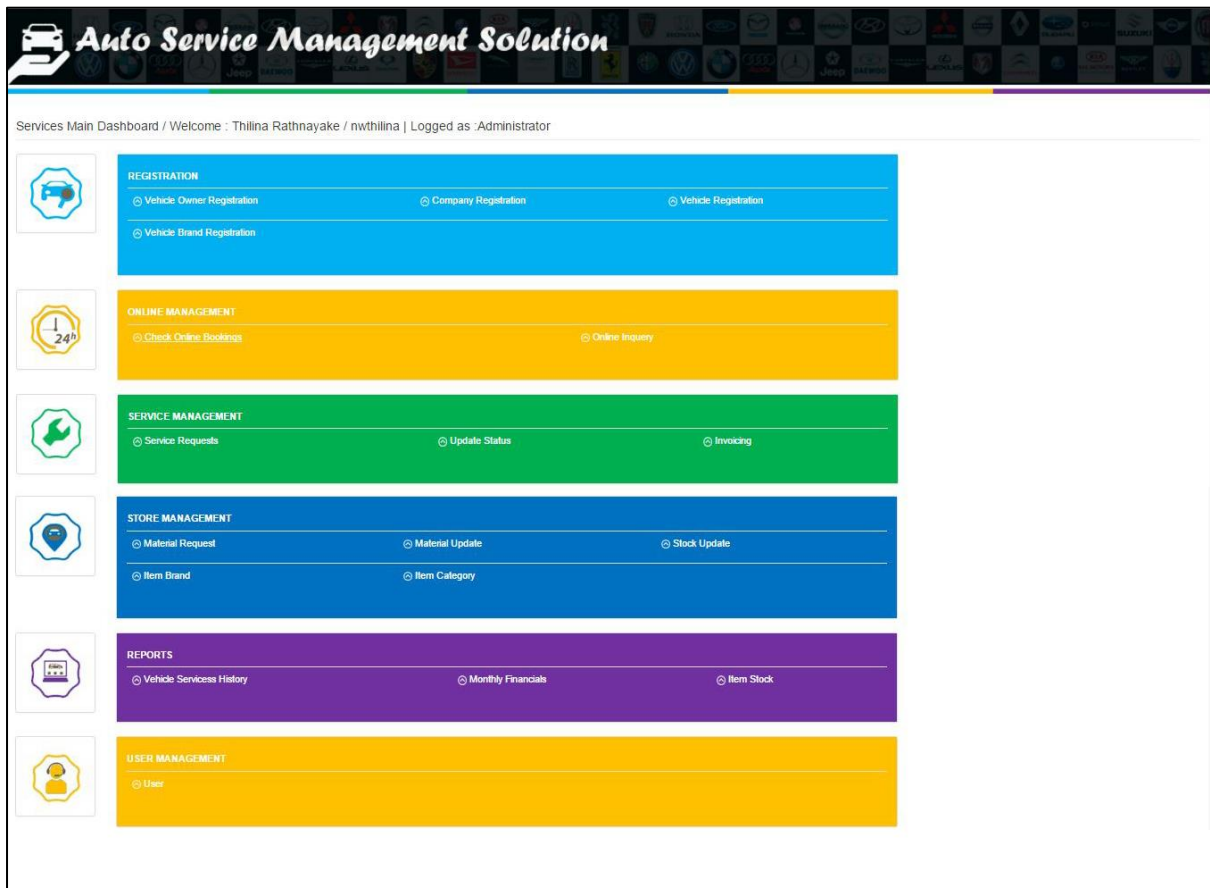 Auto Service Management Solution
Services Main Dashboard / Welcome : Thilina Rathnayake / nwthilina | Logged as :Administrator
REGISTRATION
Vehicle Owner Registration Company Registration Vehicle Registration
Vehicle Brand Registration
24h
ONLINE MANAGEMENT
Check Online Bookings Online Inquery
SERVICE MANAGEMENT
Service Requests Update Status Invoicing
STORE MANAGEMENT
Material Request Material Update Stock Update
Item Brand Item Category
REPORTS
Vehicle Servicess History Monthly Financials Item Stock
USER MANAGEMENT
User